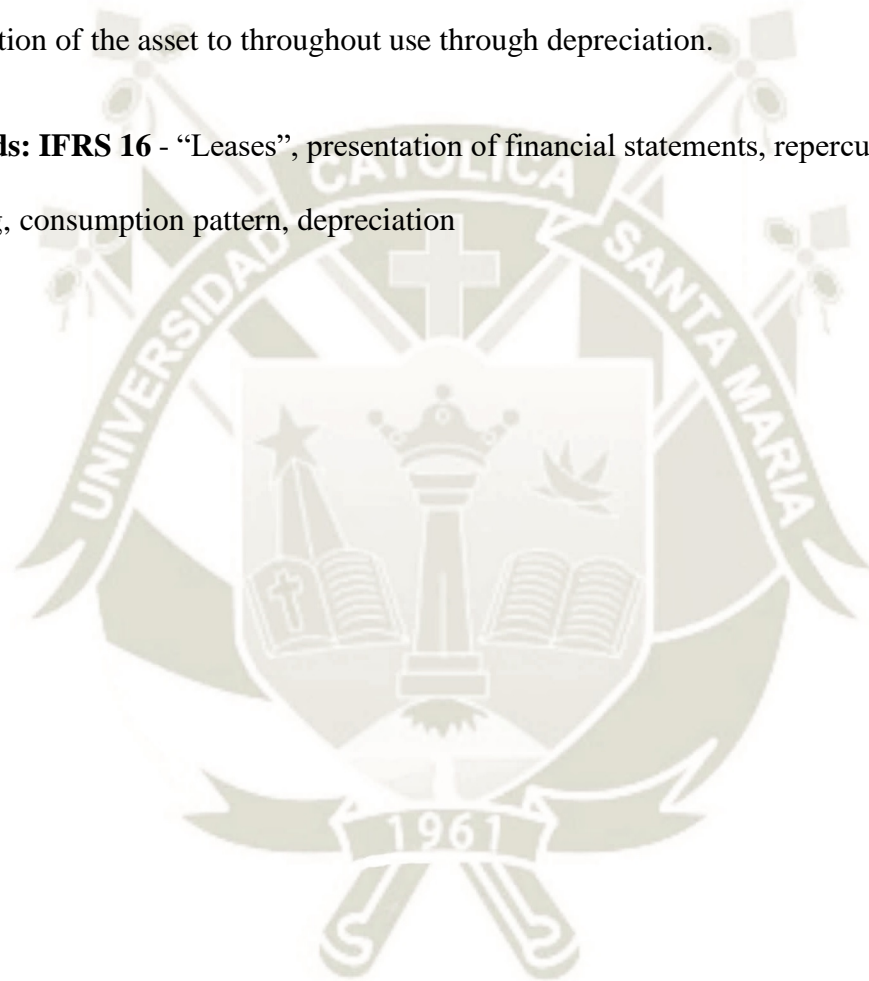 tion of the asset to throughout use through depreciation.
ds: IFRS 16 - “Leases”, presentation of financial statements, repercu
, consumption pattern, depreciation
UNIVERSIDAD CATOLICA SANTA MARIA
1961